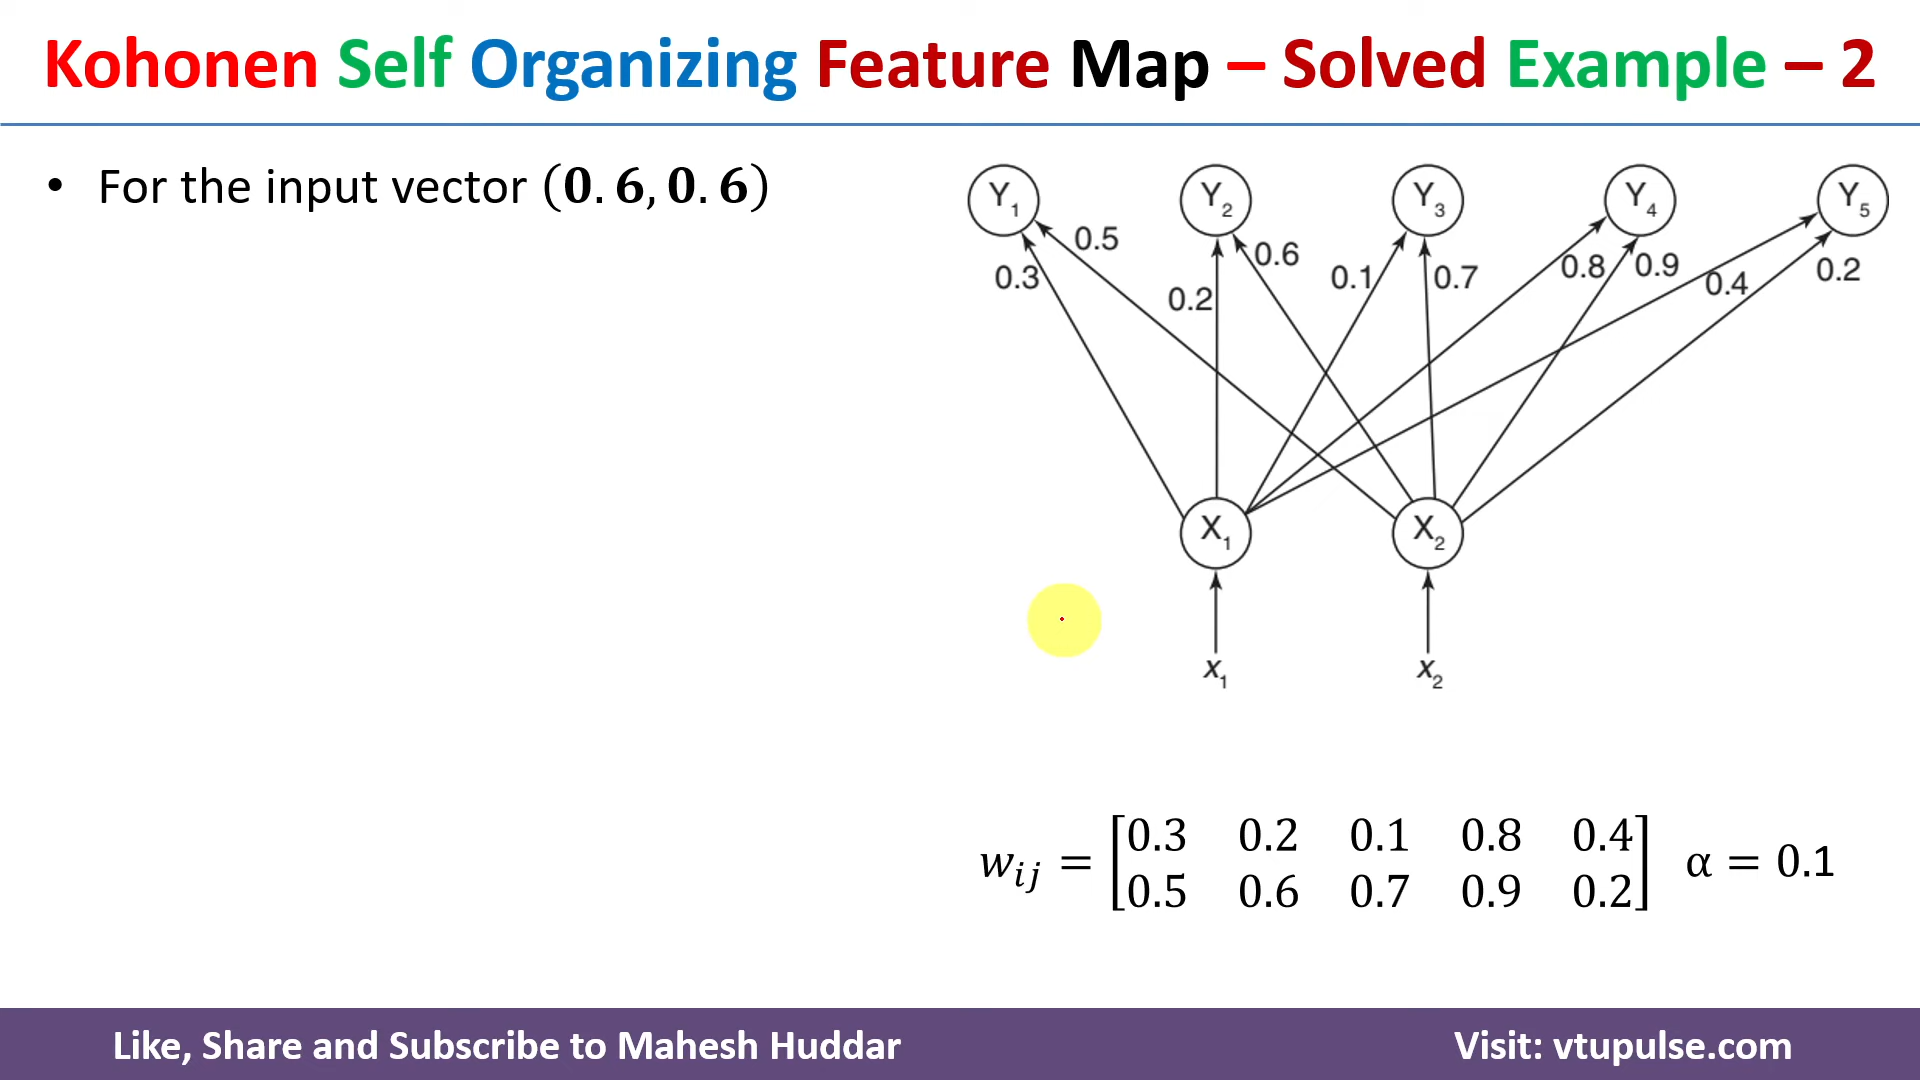 Kohonen Self Organizing Feature Map – Solved Example – 2
• For the input vector (0.6, 0.6)
Y1 Y2 Y3 Y4 Y5
0.5 0.6 0.8 0.9 0.2
0.3 0.2 0.1 0.7 0.4
X1 X2
x1 x2
wij = [0.3 0.2 0.1 0.8 0.4
0.5 0.6 0.7 0.9 0.2] α = 0.1
Like, Share and Subscribe to Mahesh Huddar Visit: vtupulse.com